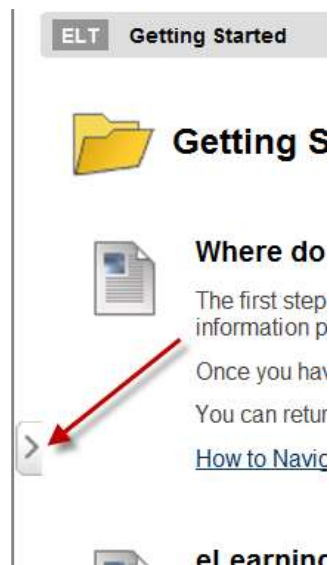 ELT Getting Started
Getting S
Where do
The first step
information p
Once you hav
You can retur
How to Navig
eLearning